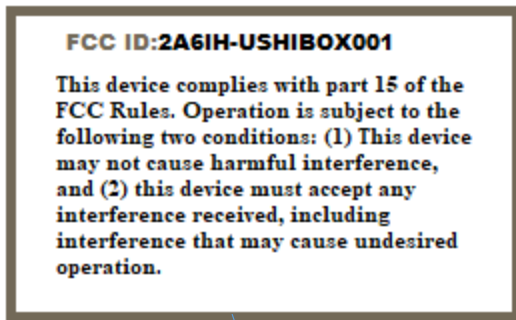 FCC ID:2A6IH-USHIBOX001
This device complies with part 15 of the
FCC Rules. Operation is subject to the
following two conditions: (1) This device
may not cause harmful interference,
and (2) this device must accept any
interference received, including
interference that may cause undesired
operation.